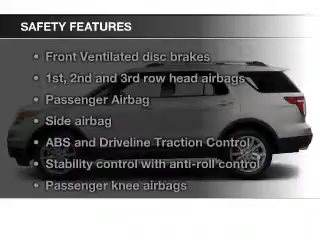 SAFETY FEATURES
• Front Ventilated disc brakes
• 1st, 2nd and 3rd row head airbags
• Passenger Airbag
• Side airbag
• ABS and Driveline Traction Control
• Stability control with anti-roll control
• Passenger knee airbags